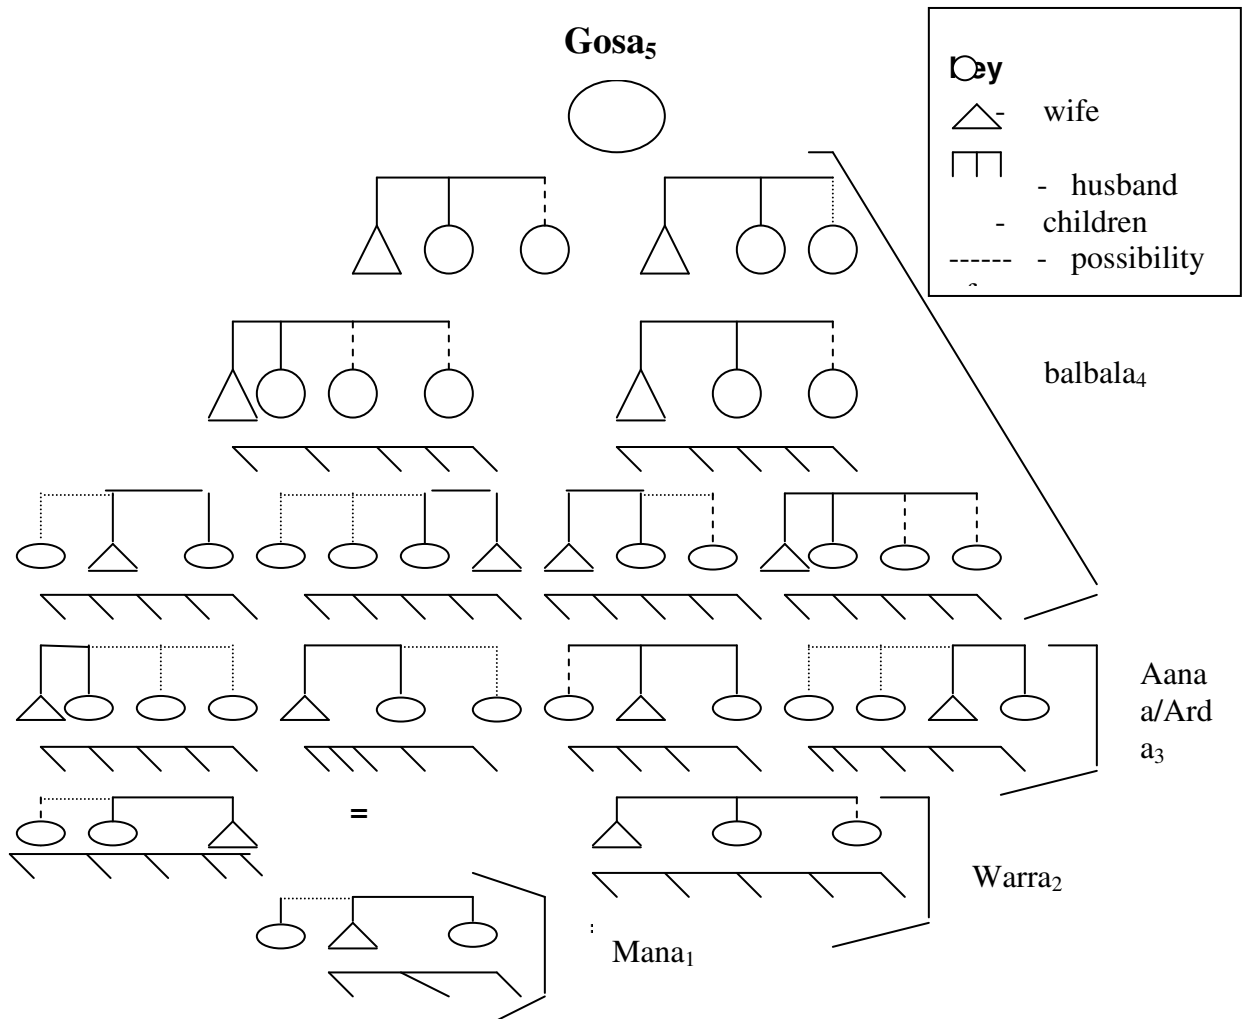 Gosa₅
Key
- wife
- husband
- children
------ - possibility
balbala₄
Aana
a/Ard
a₃
=
Warra₂
:
Mana₁